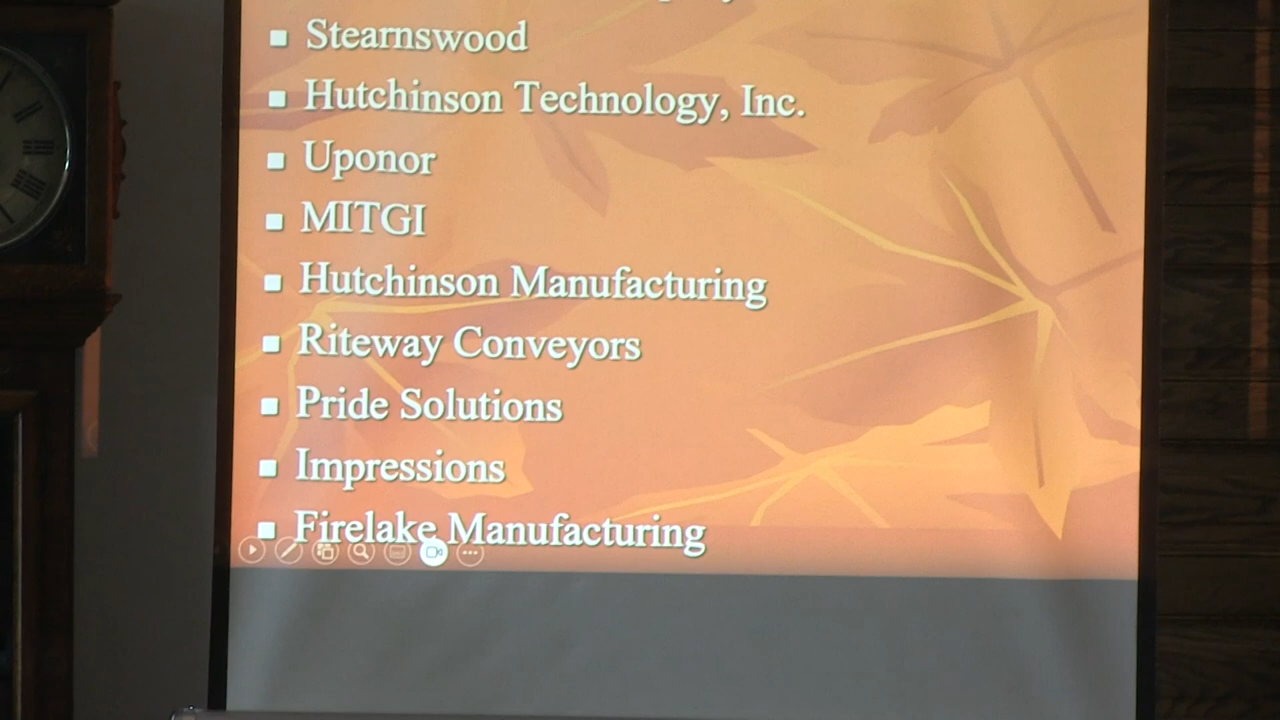 Stearnswood
Hutchinson Technology, Inc.
Uponor
MITGI
Hutchinson Manufacturing
Riteway Conveyors
Pride Solutions
Impressions
Firelake Manufacturing